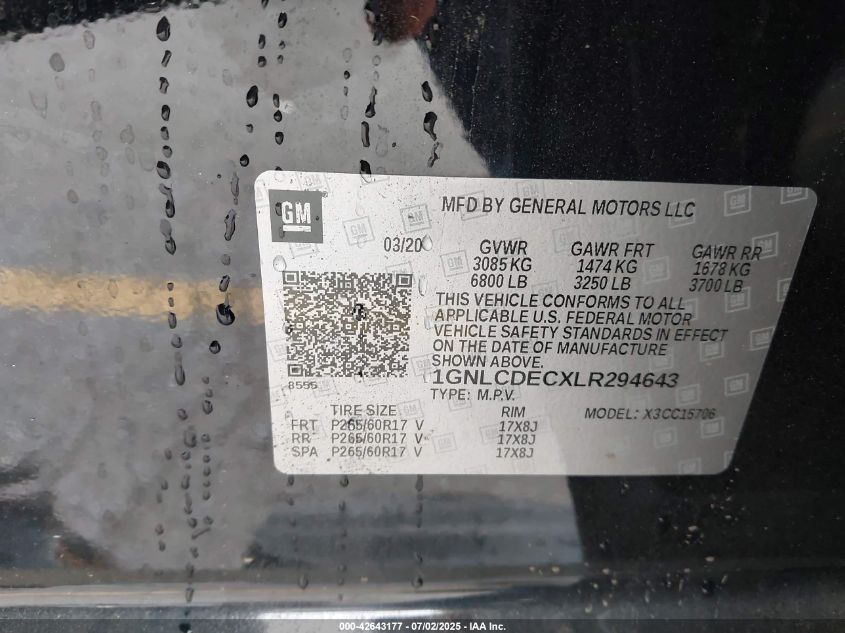 GM
MFD BY GENERAL MOTORS LLC
03/20
GVWR GAWR FRT GAWR RR
3085 KG 1474 KG 1678 KG
6800 LB 3250 LB 3700 LB
THIS VEHICLE CONFORMS TO ALL
APPLICABLE U.S. FEDERAL MOTOR
VEHICLE SAFETY STANDARDS IN EFFECT
ON THE DATE OF MANUFACTURE
SHOWN ABOVE.
8556
1GNLCDECXLR294643
TYPE: M.P.V.
TIRE SIZE RIM MODEL: X3CC15706
FRT P265/60R17 V 17X8J
RR P265/60R17 V 17X8J
SPA P265/60R17 V 17X8J
000-42643177 - 07/02/2025 - IAA Inc.